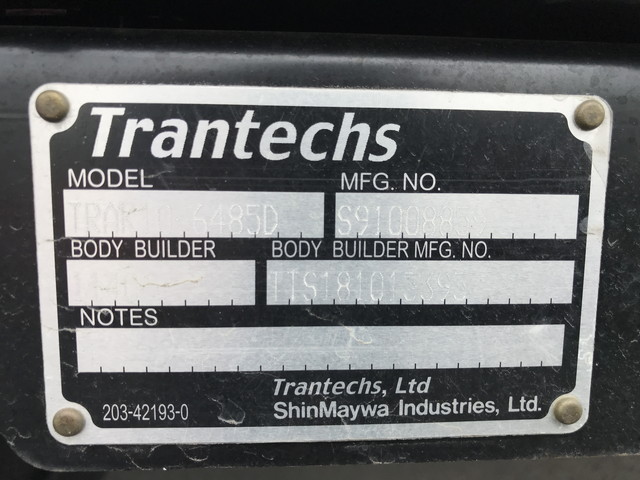 Trantechs
MODEL MFG. NO.
BODY BUILDER BODY BUILDER MFG. NO.
NOTES
Trantechs, Ltd
203-42193-0 ShinMaywa Industries, Ltd.